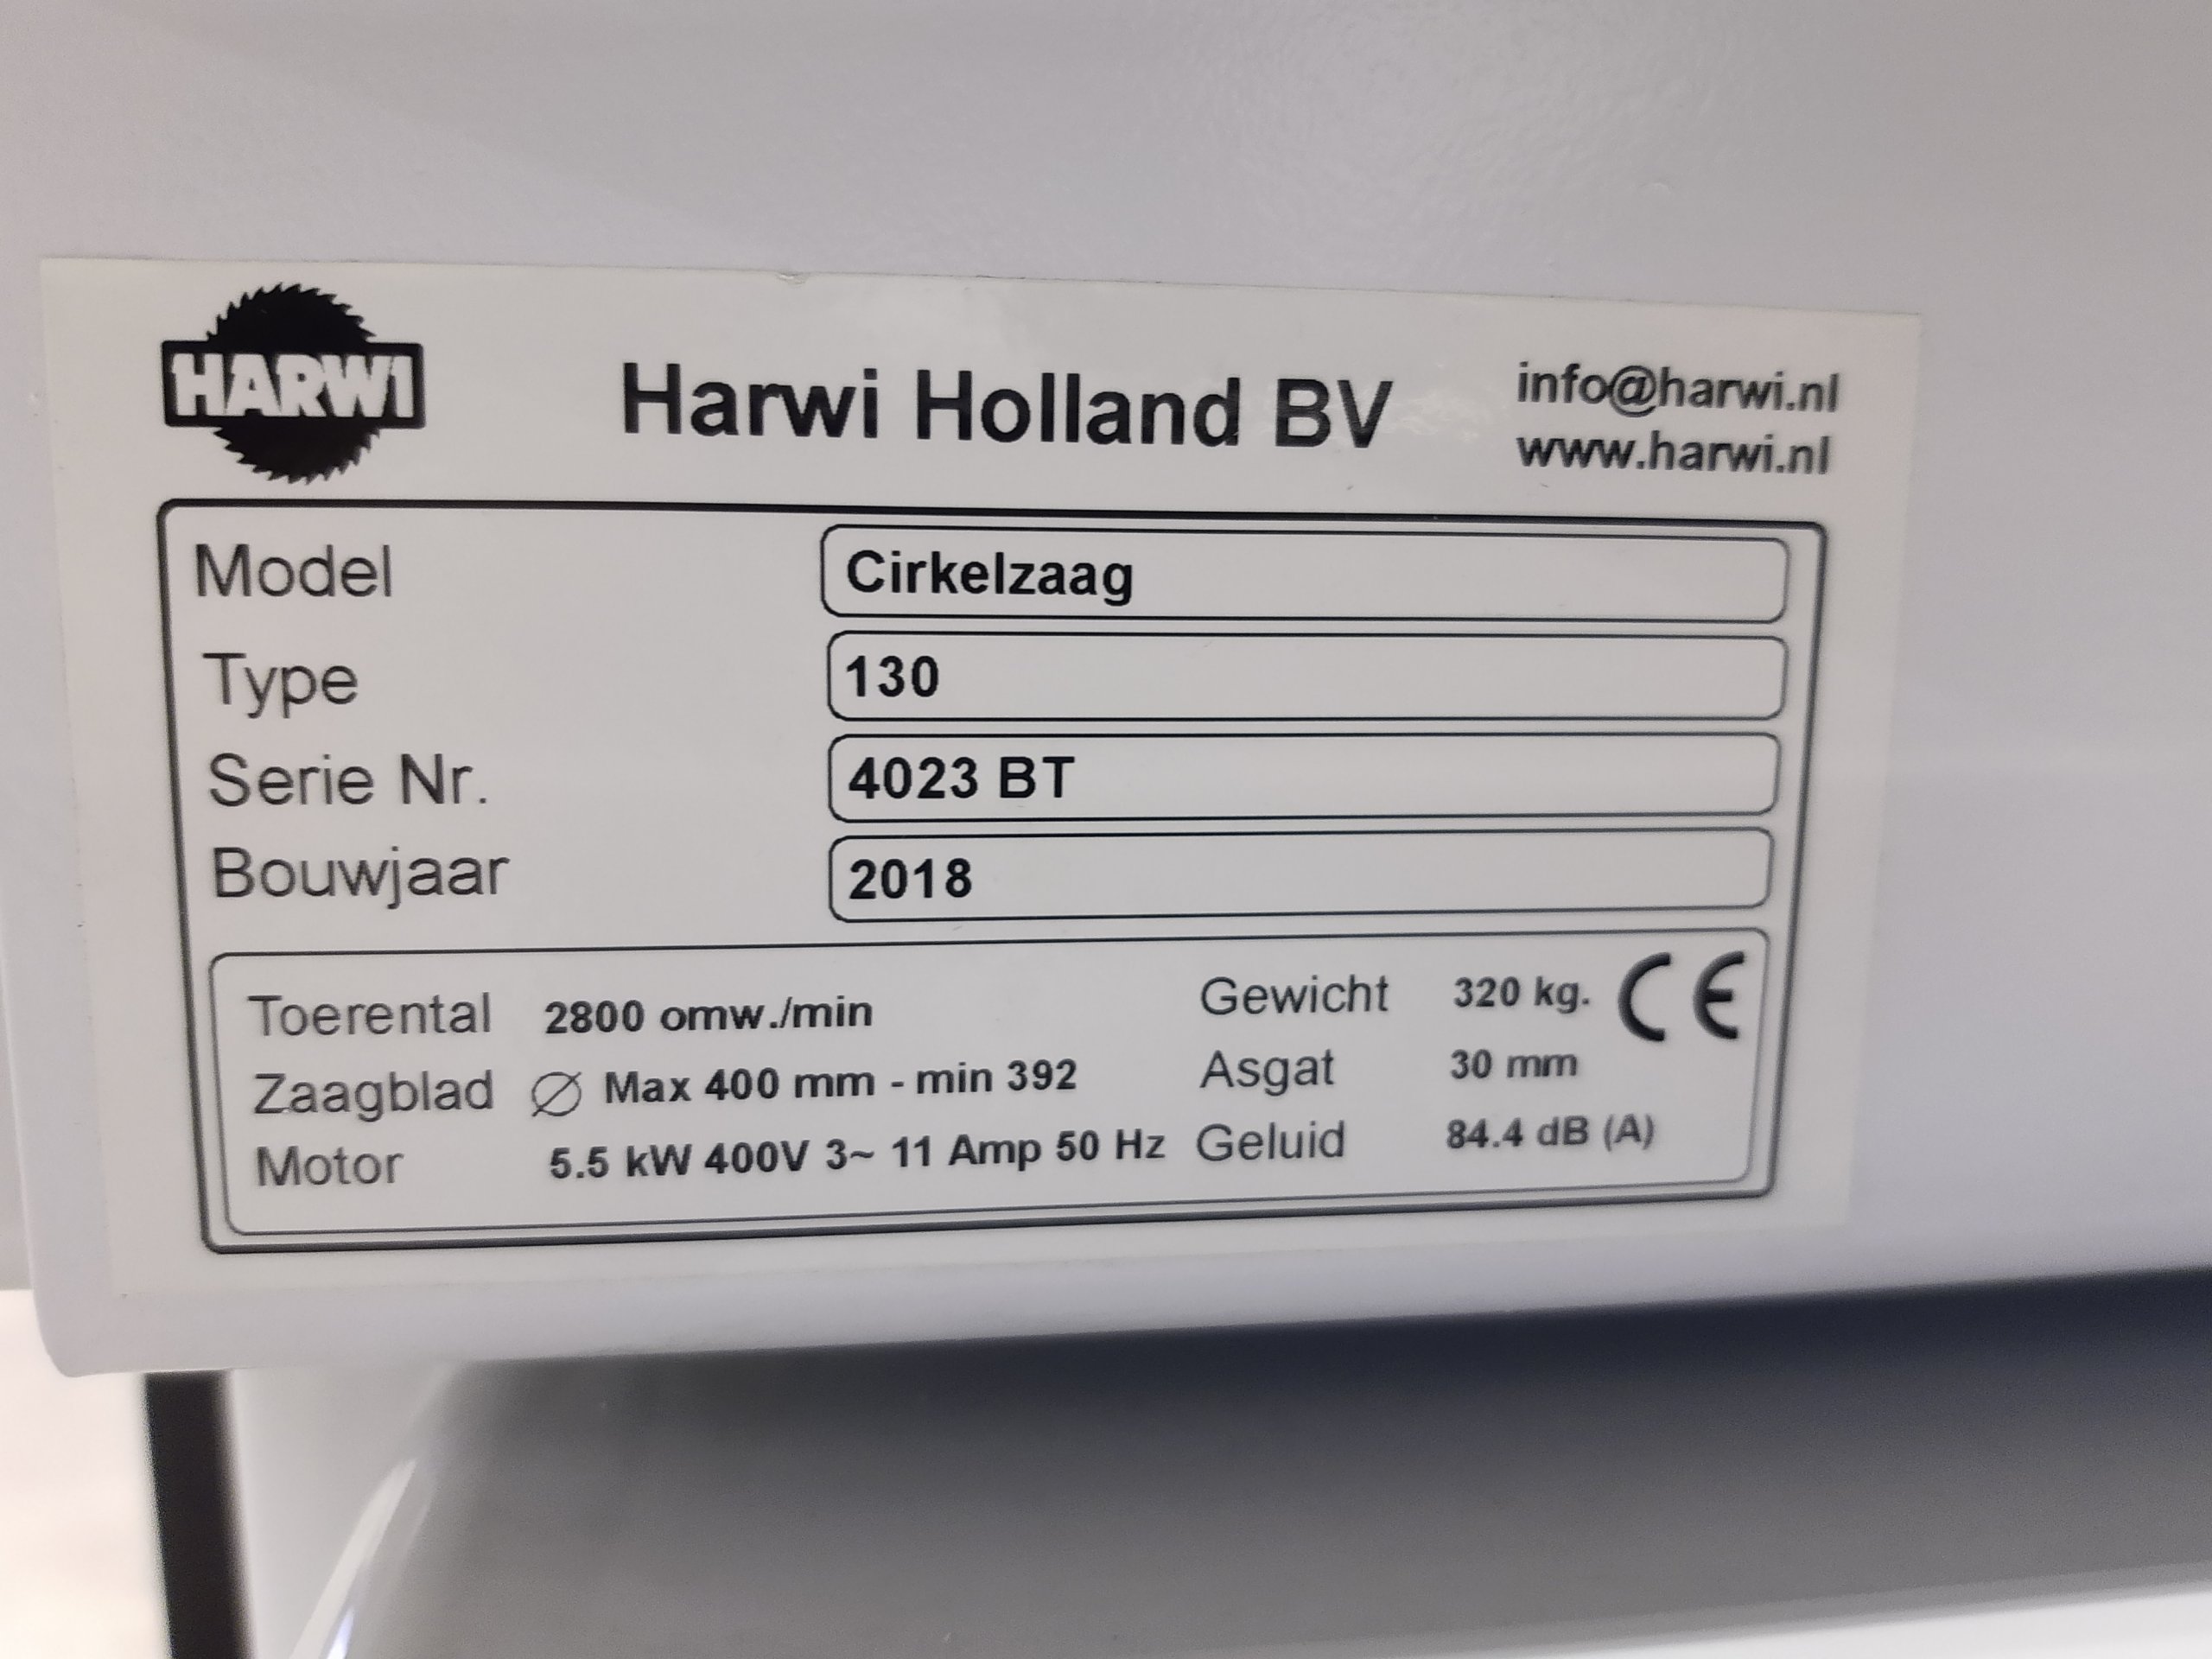 HARWI
Harwi Holland BV
info@harwi.nl
www.harwi.nl
Model Cirkelzaag
Type 130
Serie Nr. 4023 BT
Bouwjaar 2018
Toerental 2800 omw./min Gewicht 320 kg. CE
Zaagblad ∅ Max 400 mm - min 392 Asgat 30 mm
Motor 5.5 kW 400V 3~ 11 Amp 50 Hz Geluid 84.4 dB (A)